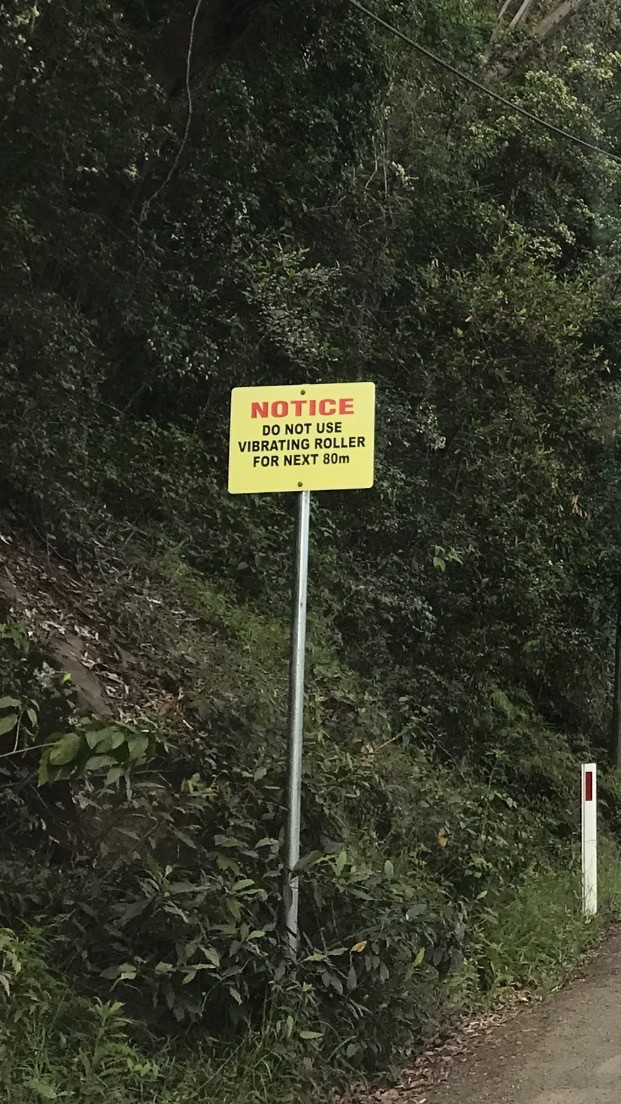 NOTICE
DO NOT USE
VIBRATING ROLLER
FOR NEXT 80m